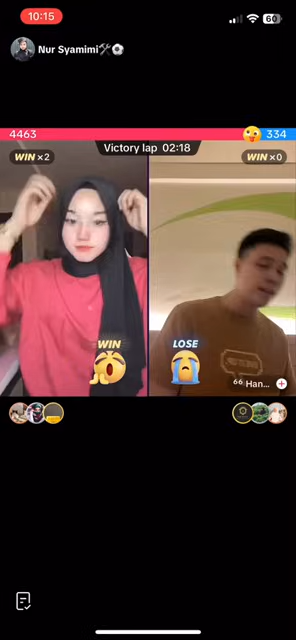 10:15
60
Nur Syamimi🛠️⚽
4463
334
Victory lap 02:18
WIN ×2
WIN ×0
WIN
LOSE
66 Han...